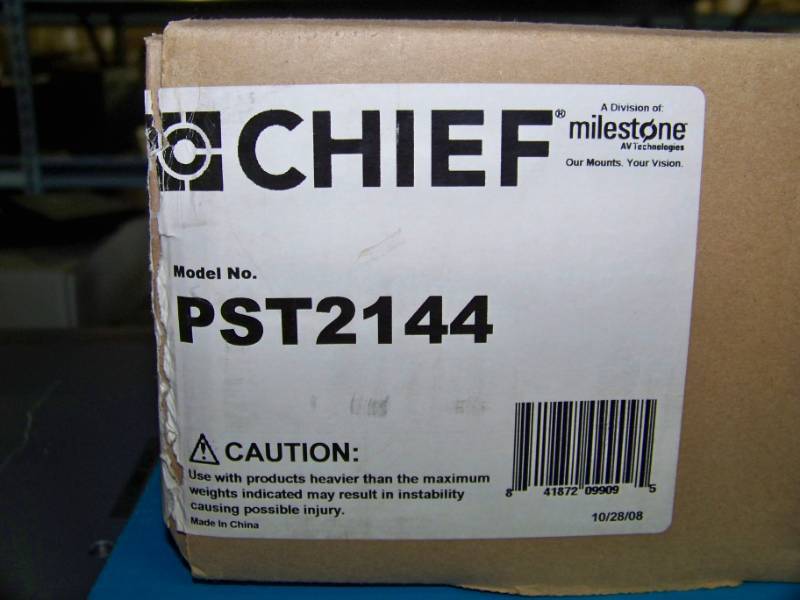 CHIEF®
A Division of:
milestone
AV Technologies
Our Mounts. Your Vision.
Model No.
PST2144
CAUTION:
Use with products heavier than the maximum
weights indicated may result in instability
causing possible injury.
Made In China
8 41872 09909 5
10/28/08